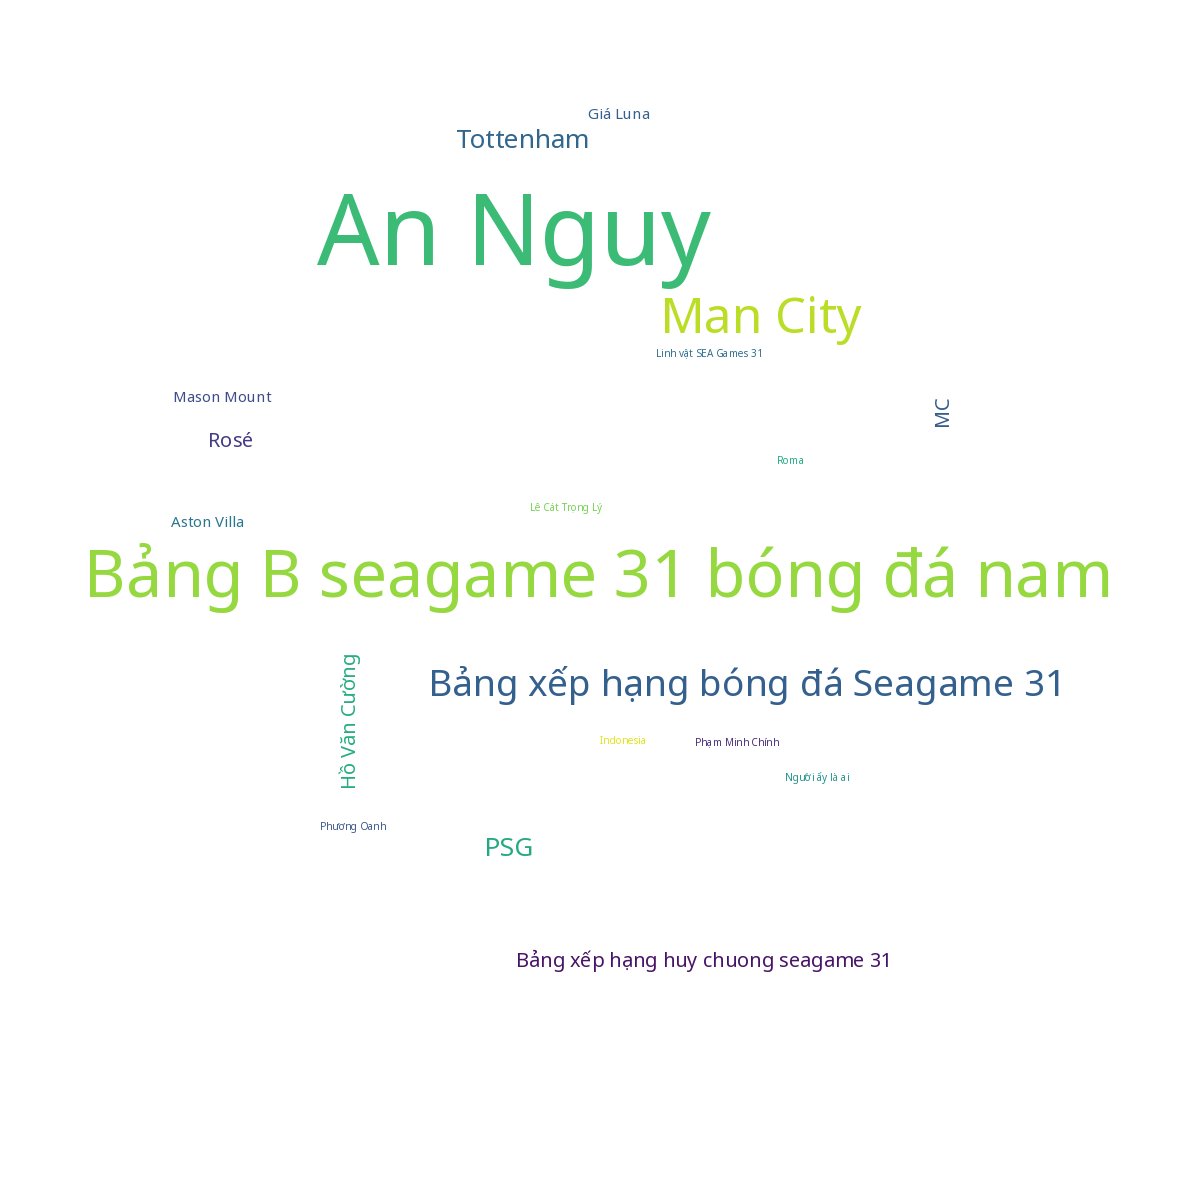 Giá Luna
Tottenham
An Nguy
Man City
Linh vật SEA Games 31
Mason Mount
MC
Rosé
Roma
Lê Cát Trọng Lý
Aston Villa
Bảng B seagame 31 bóng đá nam
Hồ Văn Cường
Bảng xếp hạng bóng đá Seagame 31
Indonesia
Phạm Minh Chính
Người ấy là ai
Phương Oanh
PSG
Bảng xếp hạng huy chuong seagame 31